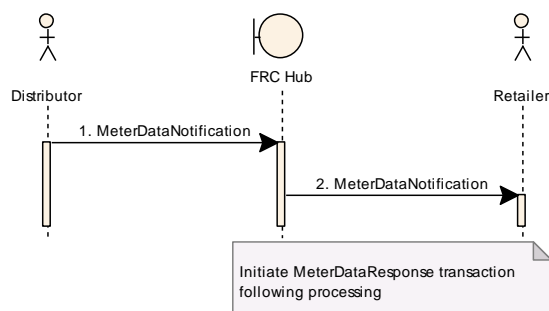 FRC Hub
Distributor
Retailer
1. MeterDataNotification
2. MeterDataNotification
Initiate MeterDataResponse transaction
following processing